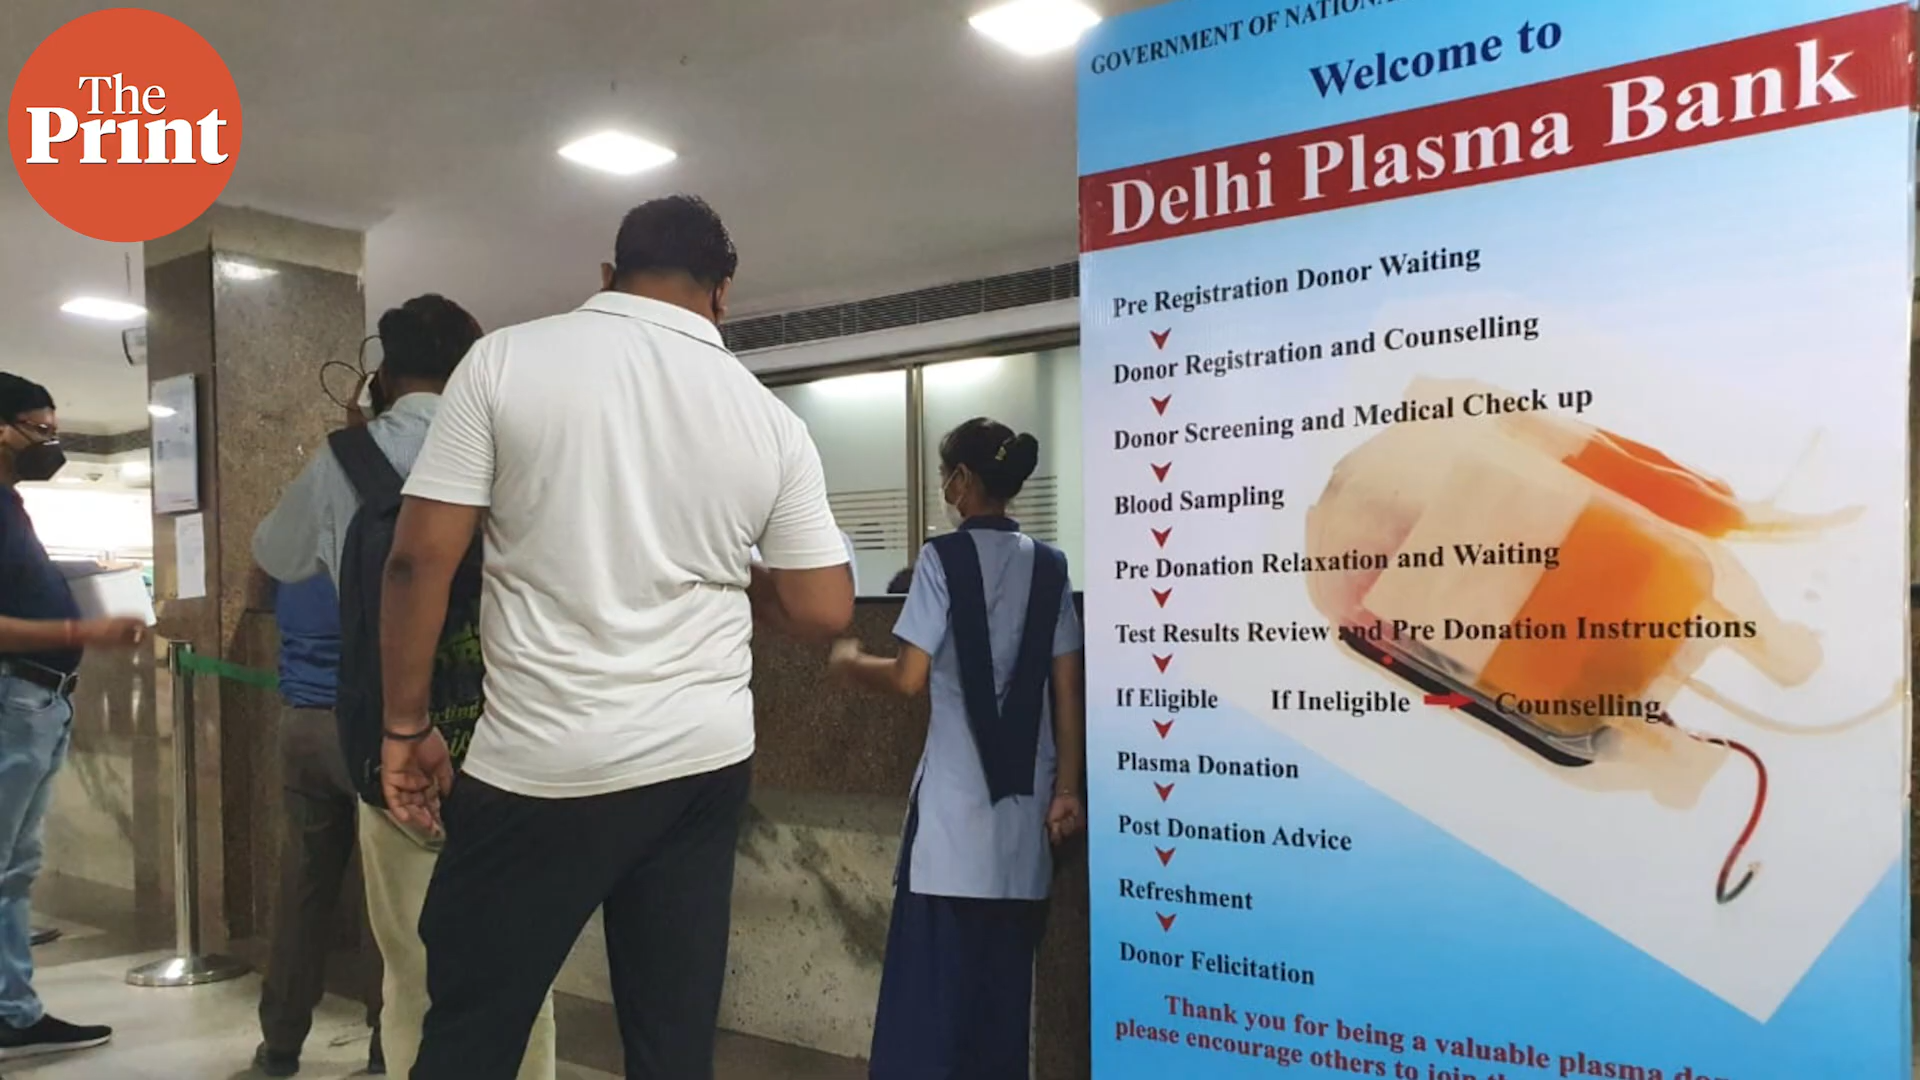 The
Print
GOVERNMENT OF
Welcome to
Delhi Plasma Bank
Pre Registration Donor Waiting
Donor Registration and Counselling
Donor Screening and Medical Check up
Blood Sampling
Pre Donation Relaxation and Waiting
Test Results Review and Pre Donation Instructions
If Eligible If Ineligible Counselling
Plasma Donation
Post Donation Advice
Refreshment
Donor Felicitation
Thank you for being a valuable plasma
please encourage others to join